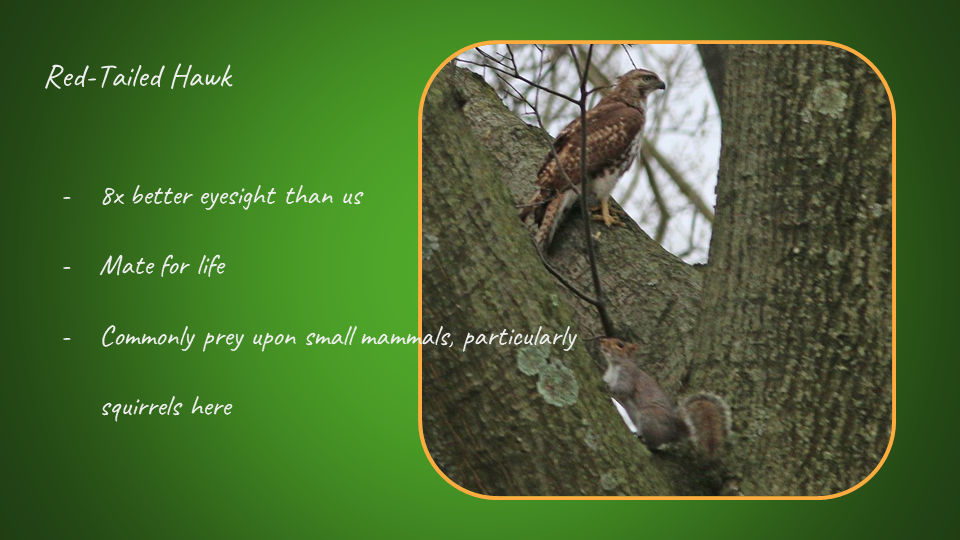 Red-Tailed Hawk
- 8x better eyesight than us
- Mate for life
- Commonly prey upon small mammals, particularly
squirrels here